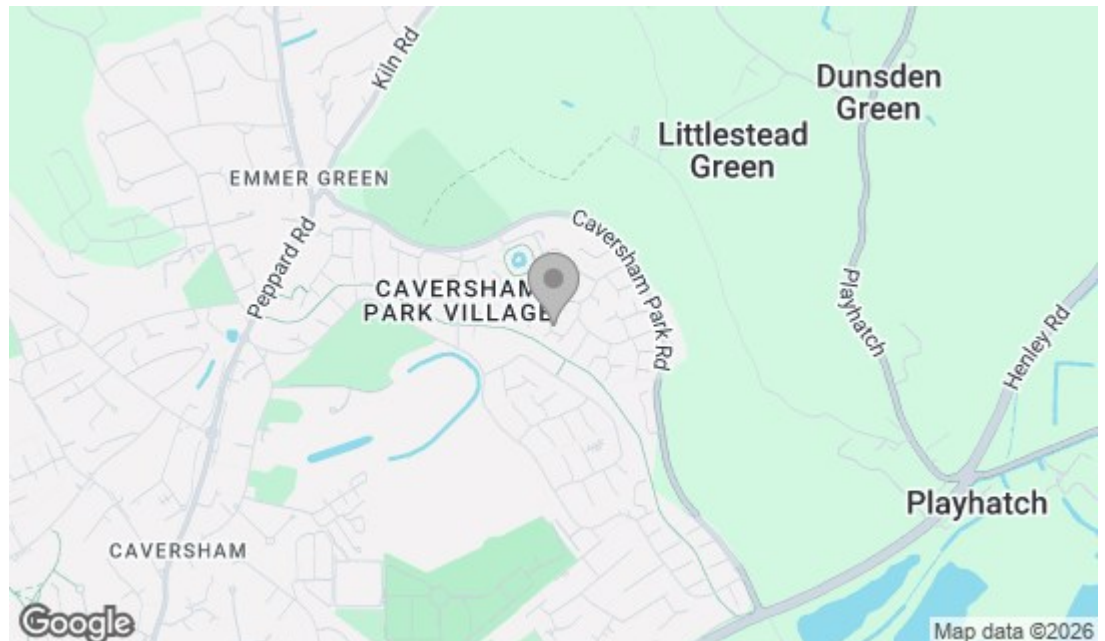 Kiln Rd
Dunsden
Green
Littlestead
Green
EMMER GREEN
Peppard Rd
Caversham Park Rd
CAVERSHAM
PARK VILLAGE
Playhatch
Henley Rd
Playhatch
CAVERSHAM
Google
Map data ©2026